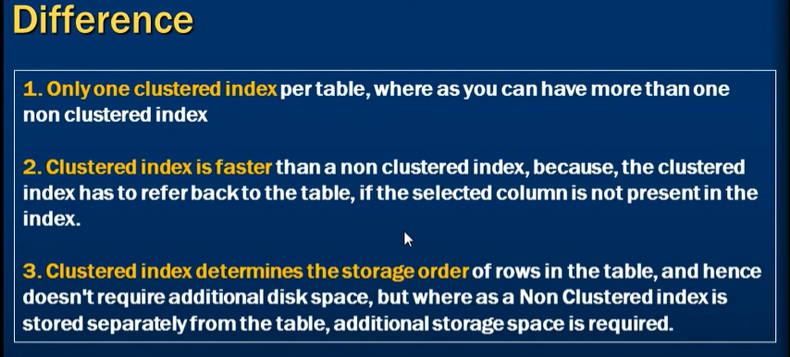 Difference
1. Only one clustered index per table, where as you can have more than one
non clustered index
2. Clustered index is faster than a non clustered index, because, the clustered
index has to refer back to the table, if the selected column is not present in the
index.
3. Clustered index determines the storage order of rows in the table, and hence
doesn't require additional disk space, but where as a Non Clustered index is
stored separately from the table, additional storage space is required.